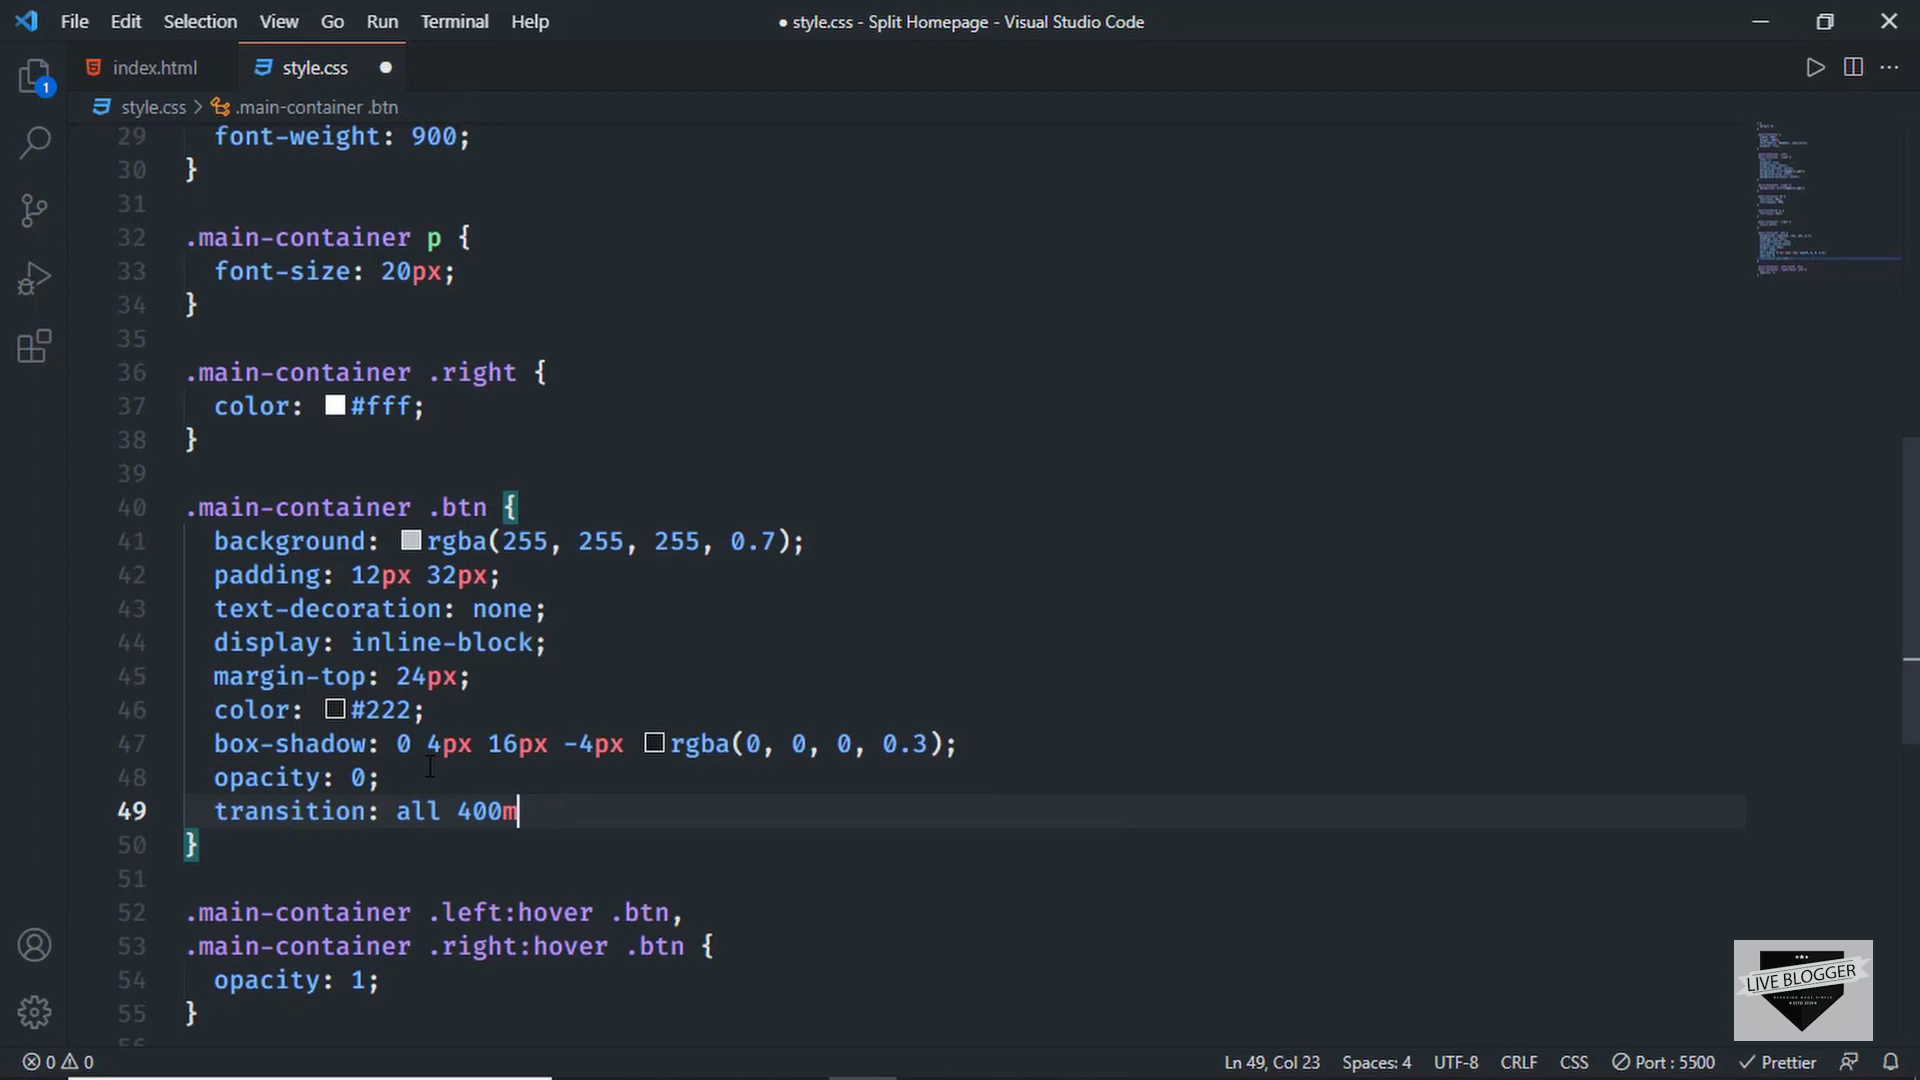 File Edit Selection View Go Run Terminal Help
● style.css - Split Homepage - Visual Studio Code
index.html
style.css ●
style.css > .main-container .btn
1
29 font-weight: 900;
30 }
31
32 .main-container p {
33 font-size: 20px;
34 }
35
36 .main-container .right {
37 color: #fff;
38 }
39
40 .main-container .btn {
41 background: rgba(255, 255, 255, 0.7);
42 padding: 12px 32px;
43 text-decoration: none;
44 display: inline-block;
45 margin-top: 24px;
46 color: #222;
47 box-shadow: 0 4px 16px -4px rgba(0, 0, 0, 0.3);
48 opacity: 0;
49 transition: all 400m
50 }
51
52 .main-container .left:hover .btn,
53 .main-container .right:hover .btn {
54 opacity: 1;
55 }
56
LIVE BLOGGER
0 0 Ln 49, Col 23 Spaces: 4 UTF-8 CRLF CSS Port : 5500 Prettier